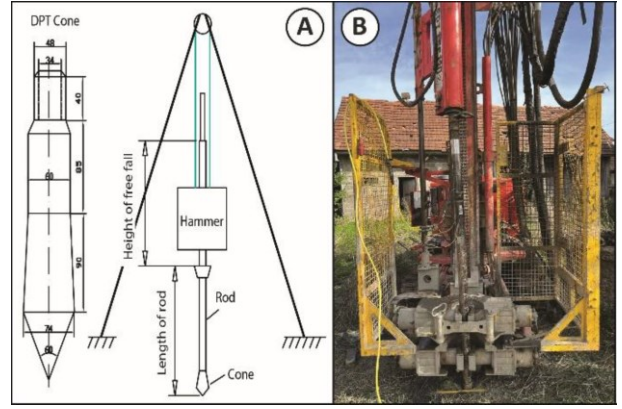 DPT Cone
A
B
48
34
40
85
60
Height of free fall
Hammer
90
Length of rod
Rod
74
60
Cone